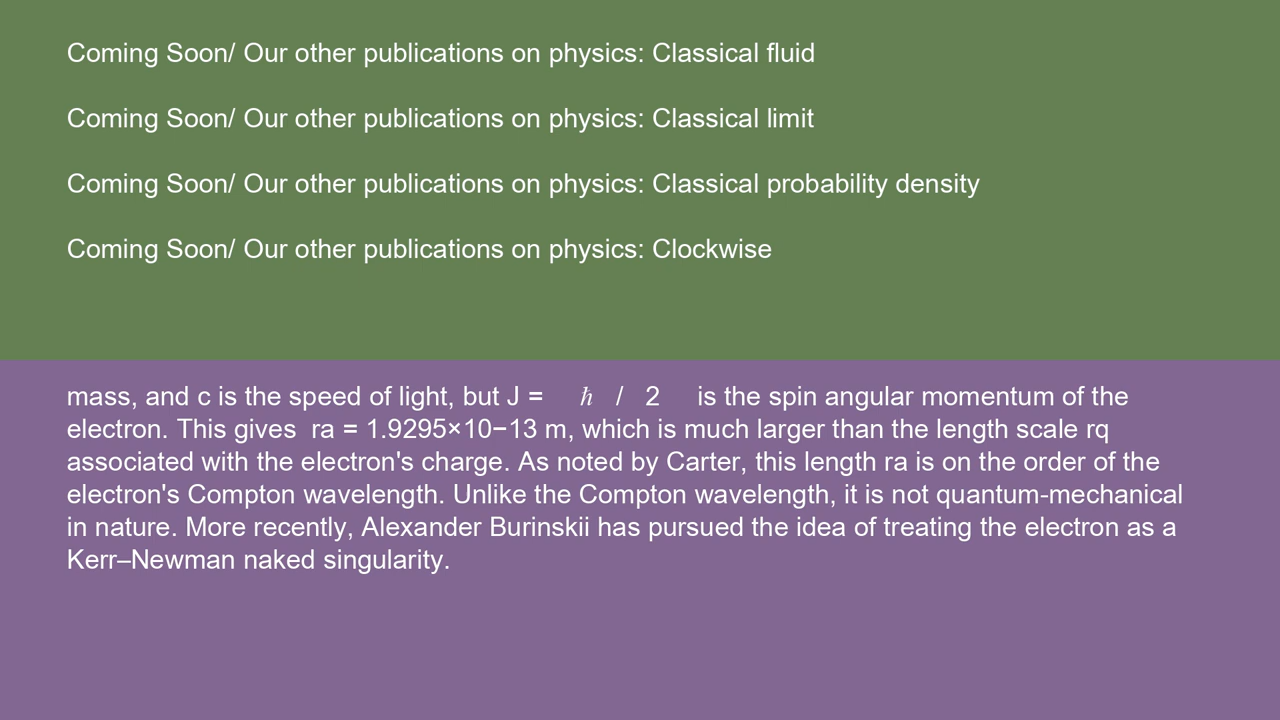 Coming Soon/ Our other publications on physics: Classical fluid
Coming Soon/ Our other publications on physics: Classical limit
Coming Soon/ Our other publications on physics: Classical probability density
Coming Soon/ Our other publications on physics: Clockwise
mass, and c is the speed of light, but J = ℏ / 2 is the spin angular momentum of the
electron. This gives ra = 1.9295×10−13 m, which is much larger than the length scale rq
associated with the electron's charge. As noted by Carter, this length ra is on the order of the
electron's Compton wavelength. Unlike the Compton wavelength, it is not quantum-mechanical
in nature. More recently, Alexander Burinskii has pursued the idea of treating the electron as a
Kerr–Newman naked singularity.